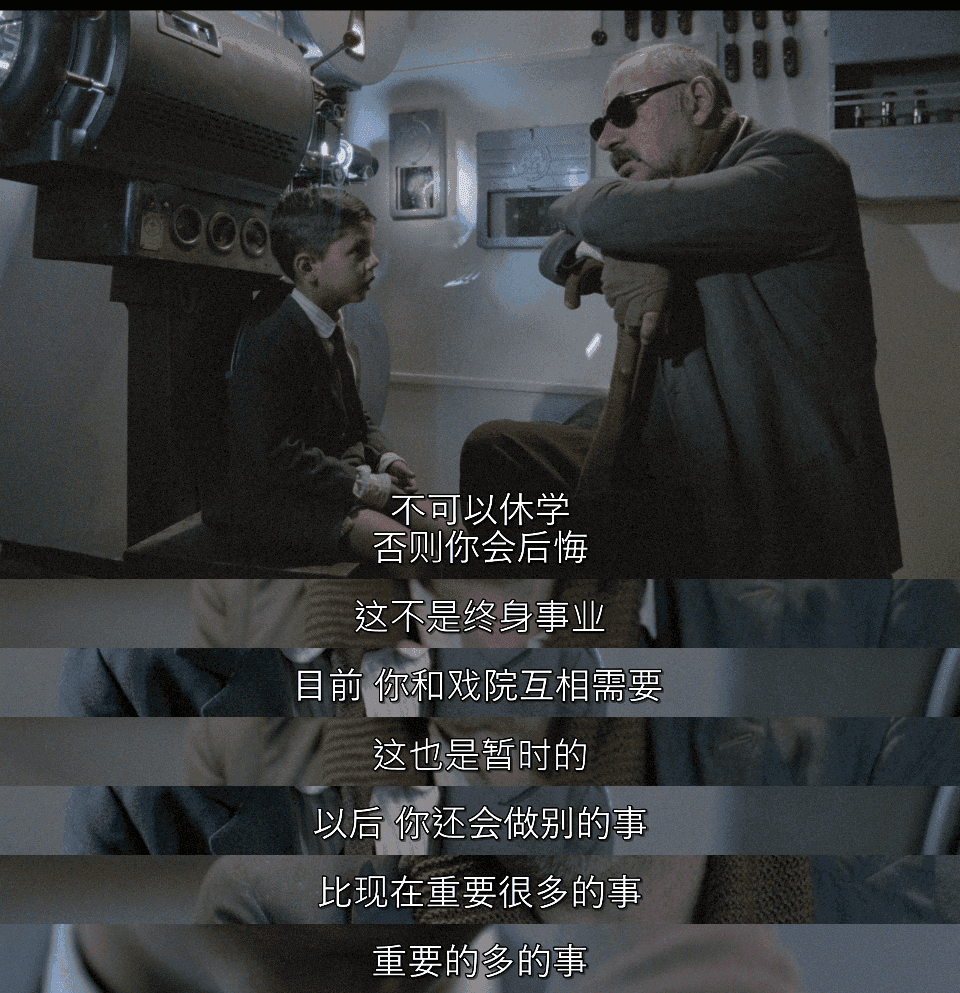 不可以休学
否则你会后悔
这不是终身事业
目前 你和戏院互相需要
这也是暂时的
以后 你还会做别的事
比现在重要很多的事
重要的多的事